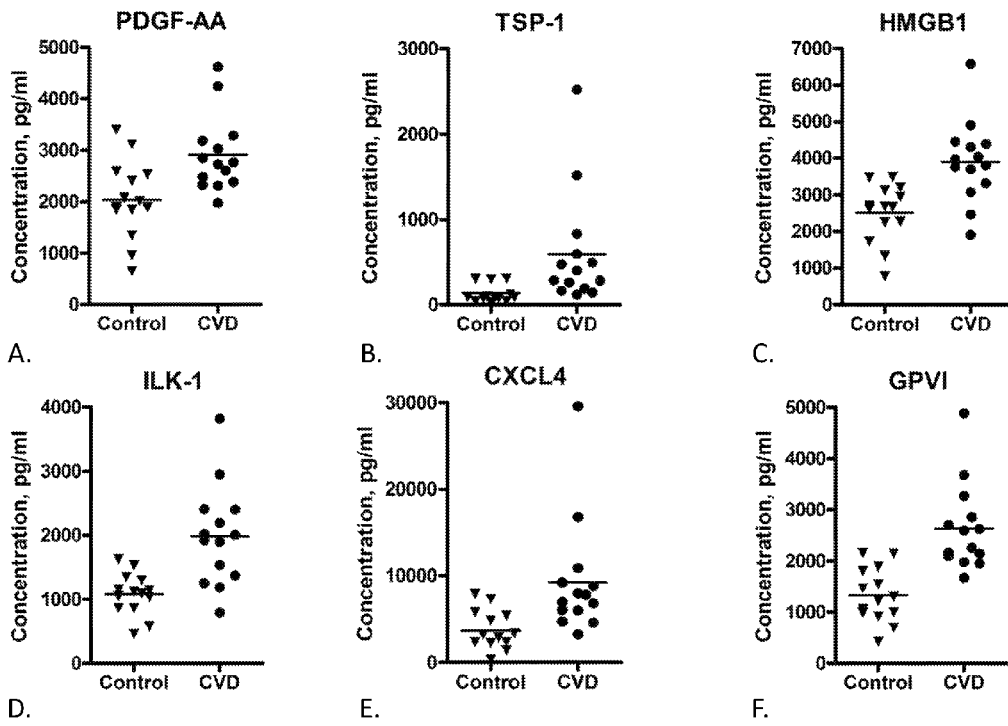 PDGF-AA
Concentration, pg/ml
5000
4000
3000
2000
1000
0
Control CVD
A.
TSP-1
Concentration, pg/ml
3000
2000
1000
0
Control CVD
B.
HMGB1
Concentration, pg/ml
7000
6000
5000
4000
3000
2000
1000
0
Control CVD
C.
ILK-1
Concentration, pg/ml
4000
3000
2000
1000
0
Control CVD
D.
CXCL4
Concentration, pg/ml
30000
20000
10000
0
Control CVD
E.
GPVI
Concentration, pg/ml
5000
4000
3000
2000
1000
0
Control CVD
F.